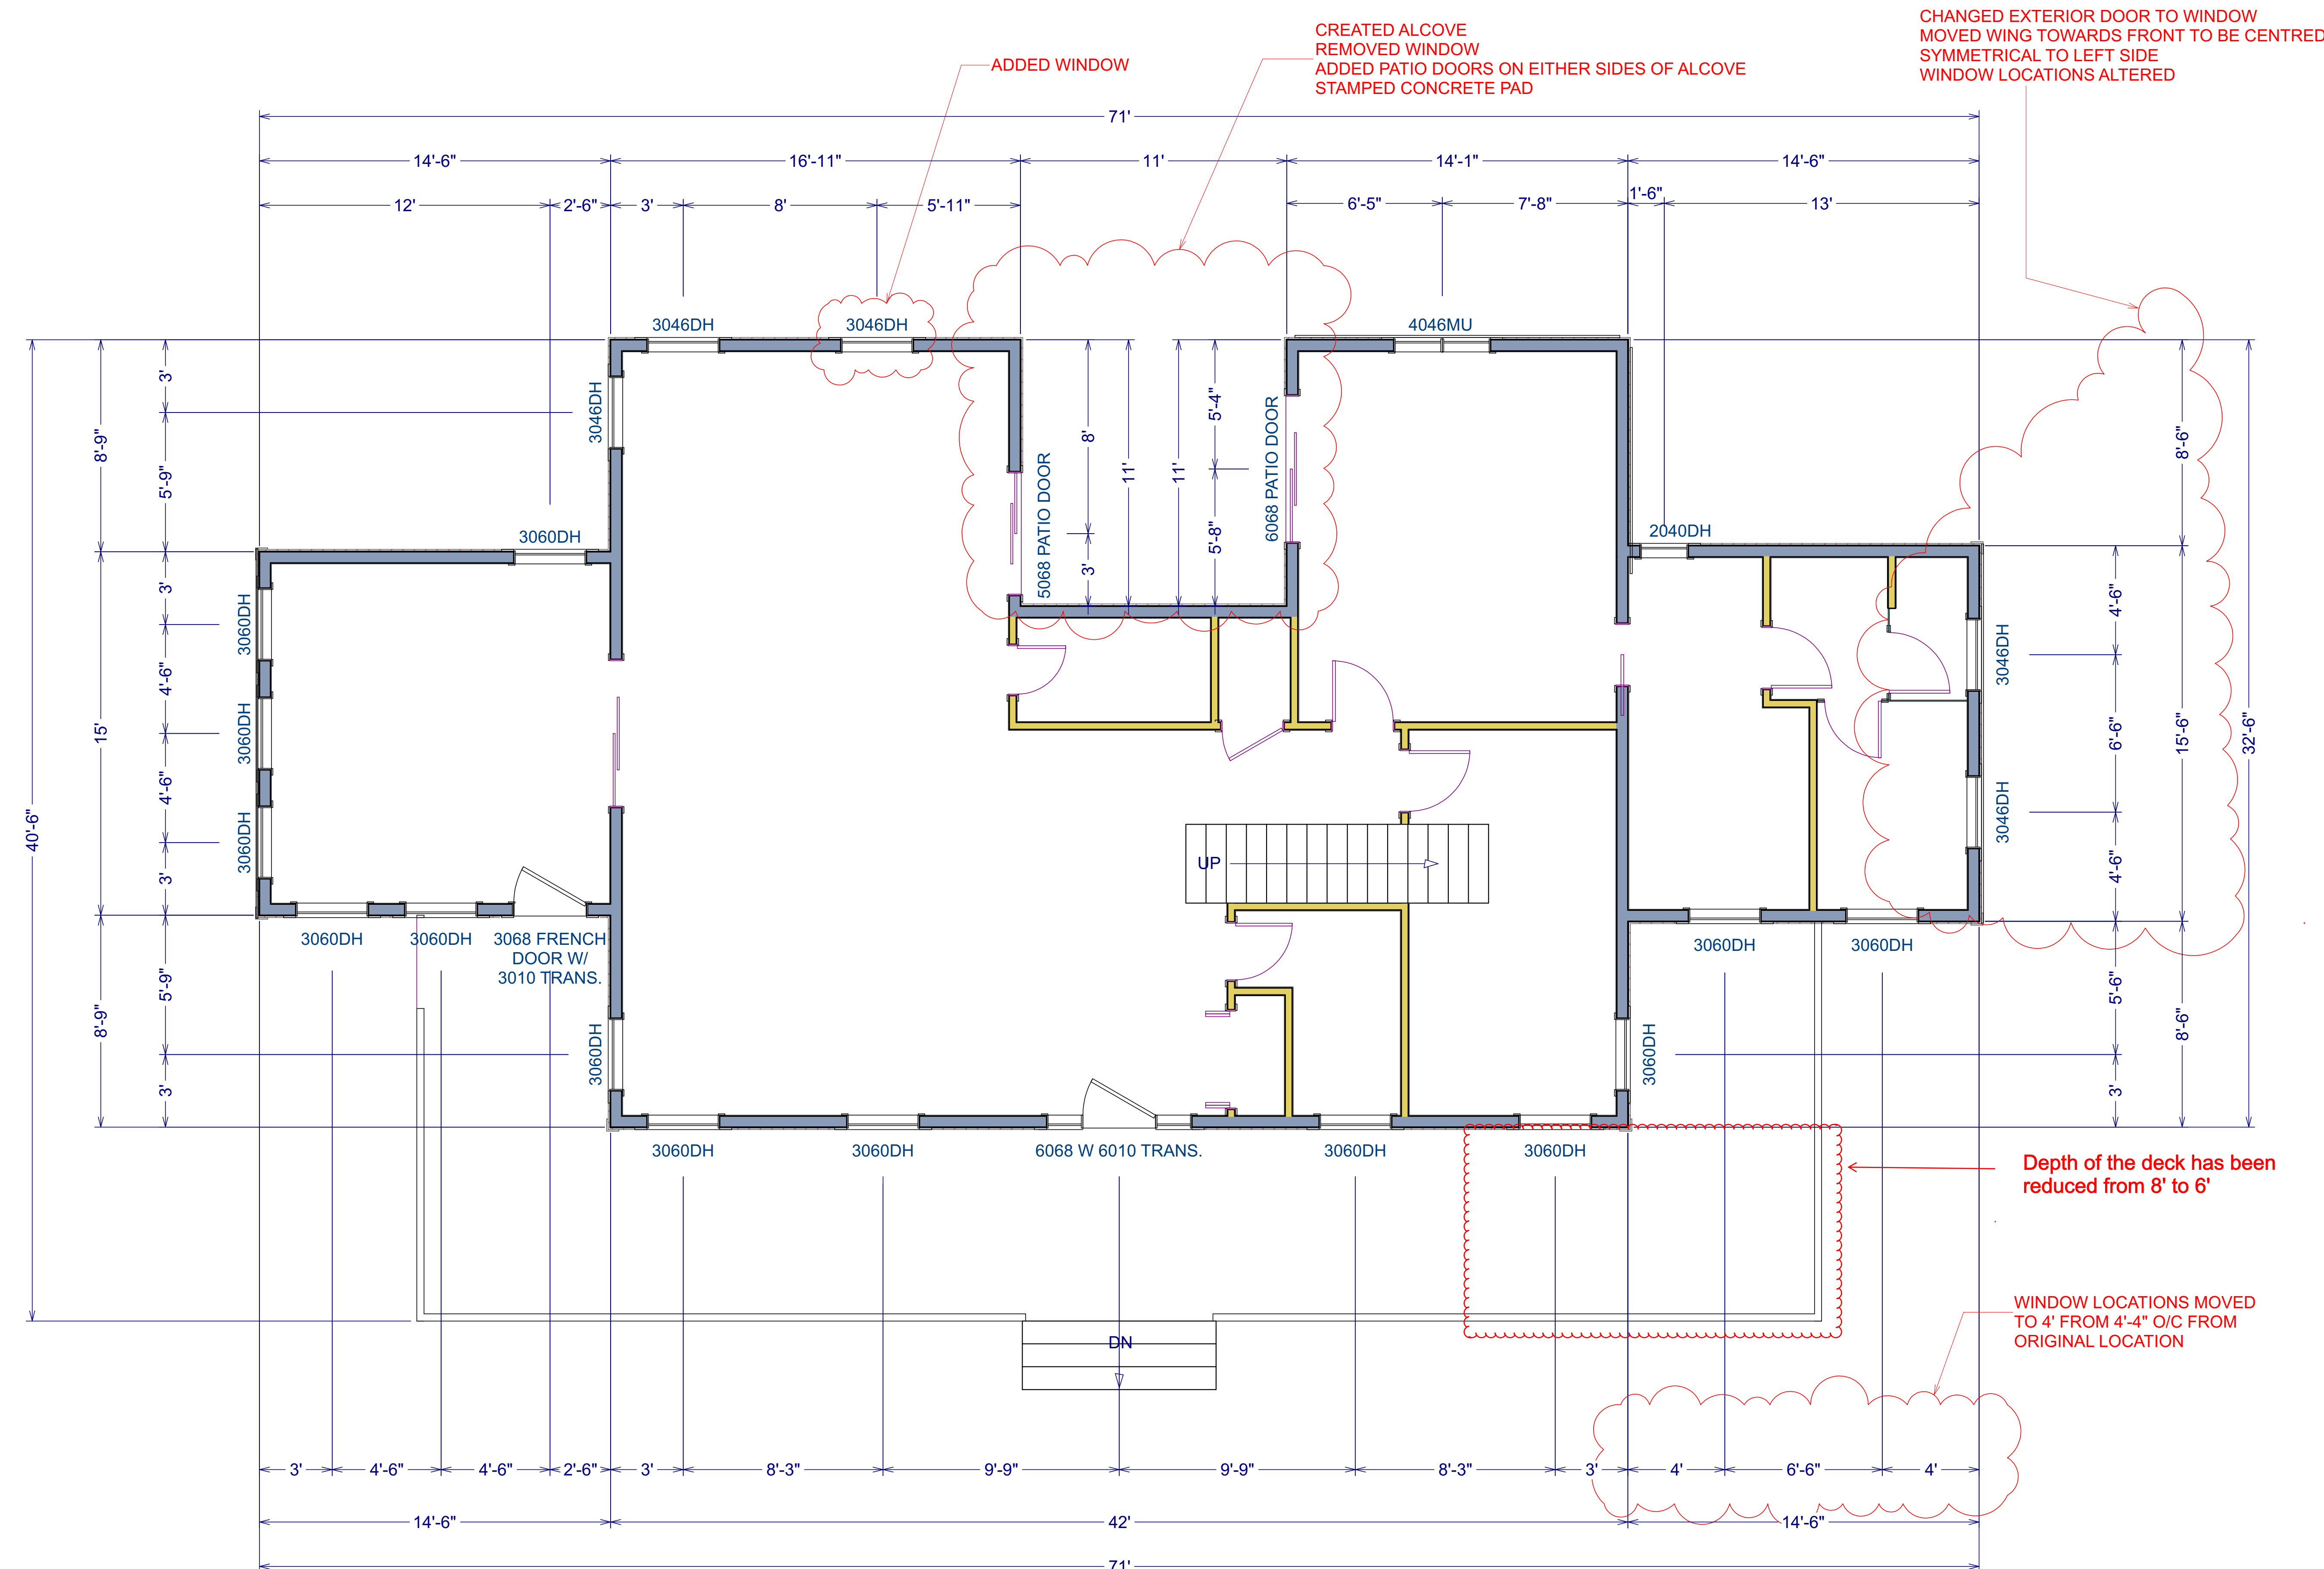 CHANGED EXTERIOR DOOR TO WINDOW
MOVED WING TOWARDS FRONT TO BE CENTRED
SYMMETRICAL TO LEFT SIDE
WINDOW LOCATIONS ALTERED
CREATED ALCOVE
REMOVED WINDOW
ADDED PATIO DOORS ON EITHER SIDES OF ALCOVE
STAMPED CONCRETE PAD
ADDED WINDOW
71'
14'-6" 16'-11" 11' 14'-1" 14'-6"
12' 2'-6" 3' 8' 5'-11" 6'-5" 7'-8" 1'-6" 13'
3046DH 3046DH 4046MU
3046DH
3060DH
2040DH
5068 PATIO DOOR
6068 PATIO DOOR
8'
3'
11'
11'
5'-4"
5'-8"
40'-6"
8'-9"
15'
8'-9"
3'
5'-9"
3'
4'-6"
4'-6"
3'
5'-9"
3'
3060DH
3060DH
3060DH
3046DH
3046DH
4'-6"
6'-6"
4'-6"
5'-6"
3'
8'-6"
15'-6"
8'-6"
32'-6"
UP
3060DH 3060DH 3068 FRENCH
DOOR W/
3010 TRANS.
3060DH 3060DH
3060DH
3060DH
3060DH 3060DH 6068 W 6010 TRANS. 3060DH 3060DH
Depth of the deck has been
reduced from 8' to 6'
DN
WINDOW LOCATIONS MOVED
TO 4' FROM 4'-4" O/C FROM
ORIGINAL LOCATION
3' 4'-6" 4'-6" 2'-6" 3' 8'-3" 9'-9" 9'-9" 8'-3" 3' 4' 6'-6" 4'
14'-6" 42' 14'-6"
71'